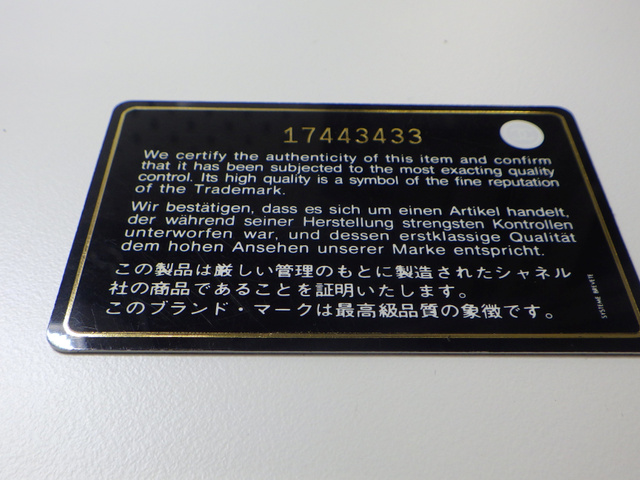 17443433
We certify the authenticity of this item and confirm
that it has been subjected to the most exacting quality
control. Its high quality is a symbol of the fine reputation
of the Trademark.
Wir bestätigen, dass es sich um einen Artikel handelt,
der während seiner Herstellung strengsten Kontrollen
unterworfen war, und dessen erstklassige Qualität
dem hohen Ansehen unserer Marke entspricht.
この製品は厳しい管理のもとに製造されたシャネル
社の商品であることを証明いたします。
このブランド・マークは最高級品質の象徴です。
SYSTEME BREVETE